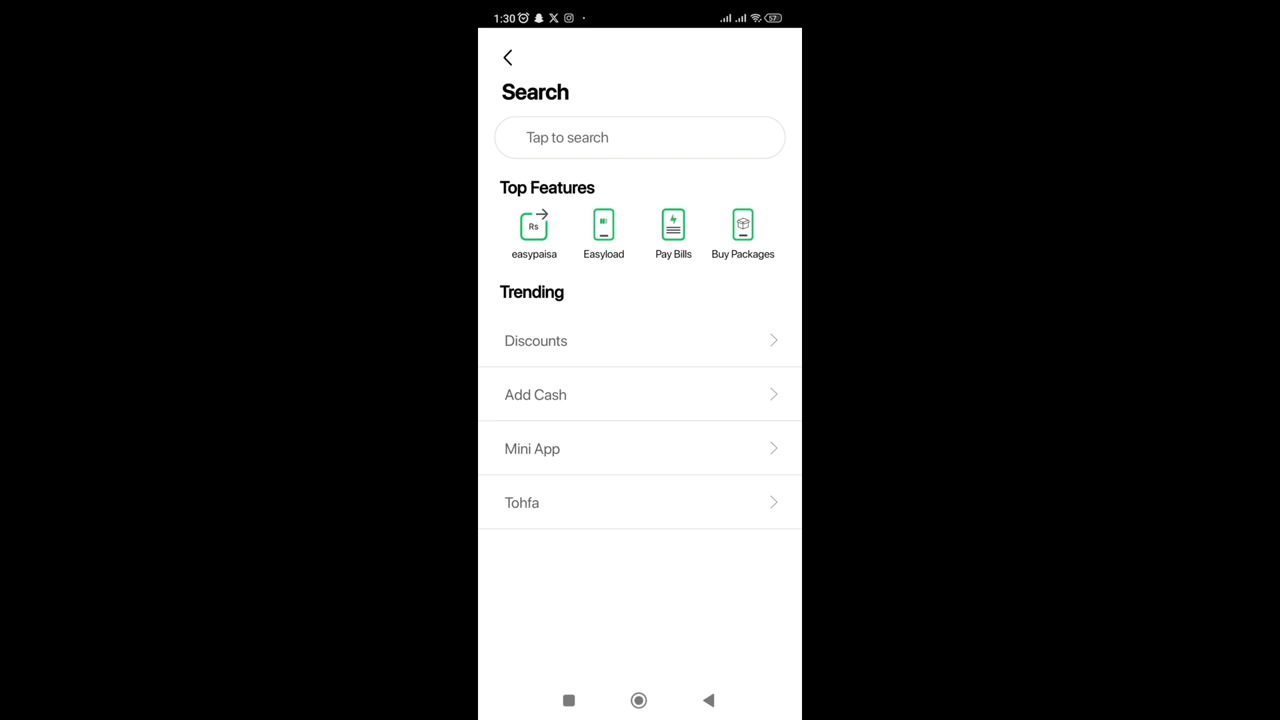 1:30
57
Search
Tap to search
Top Features
Rs
easypaisa Easyload Pay Bills Buy Packages
Trending
Discounts
Add Cash
Mini App
Tohfa